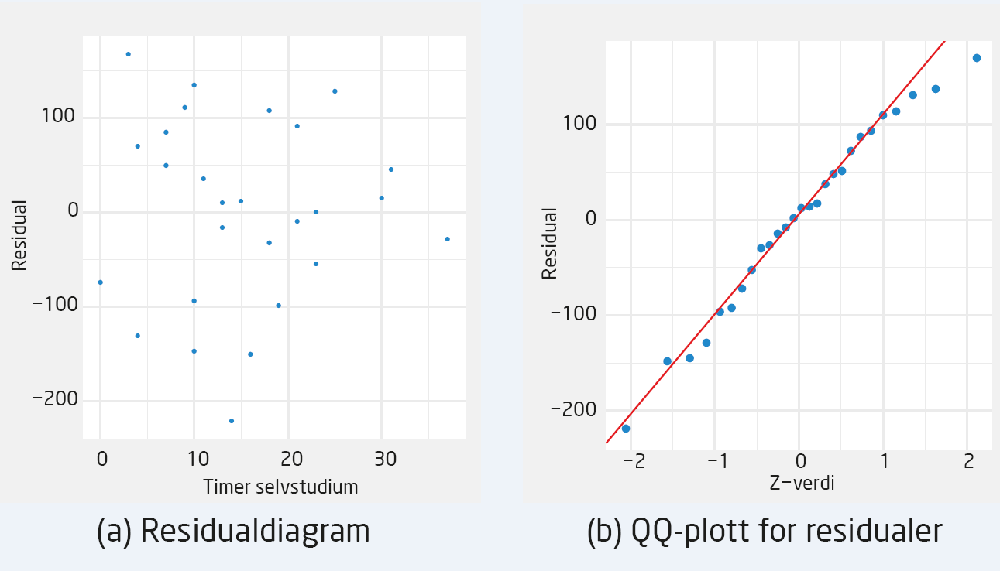 100
0
−100
−200
Residual
0 10 20 30
Timer selvstudium
(a) Residualdiagram
100
0
−100
−200
Residual
−2 −1 0 1 2
Z−verdi
(b) QQ-plott for residualer